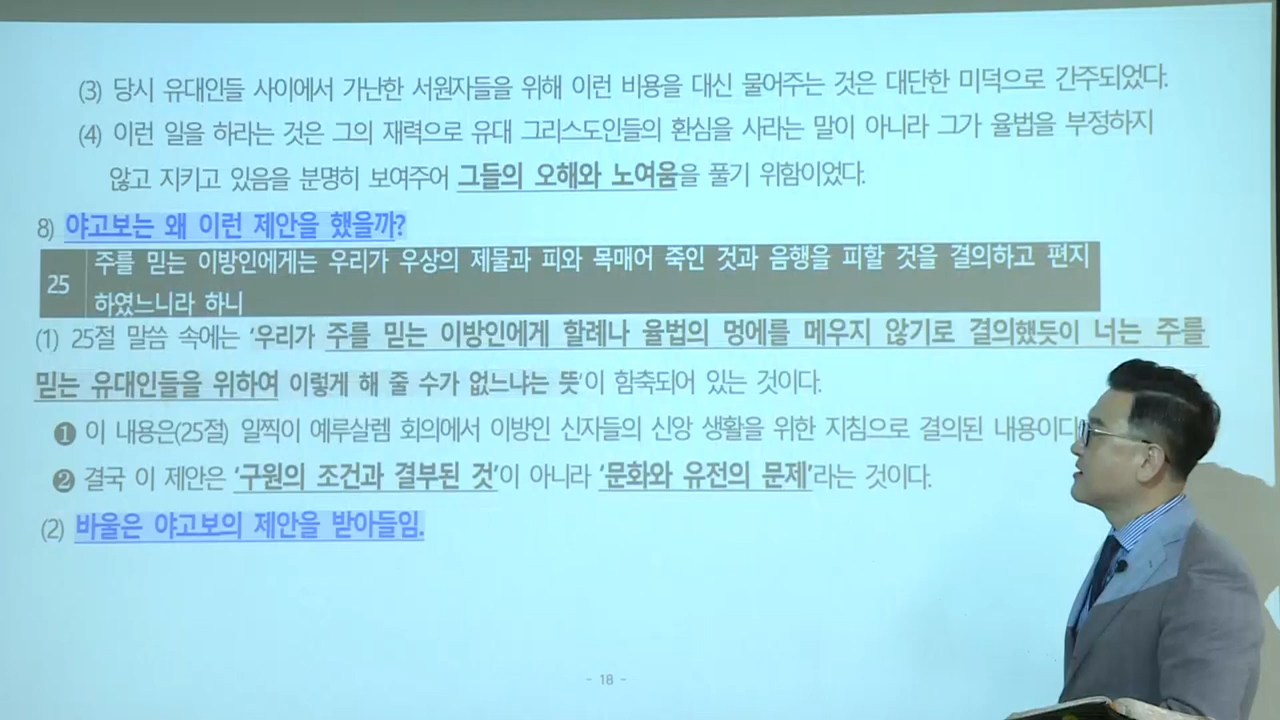 (3) 당시 유대인들 사이에서 가난한 서원자들을 위해 이런 비용을 대신 물어주는 것은 대단한 미덕으로 간주되었다.
(4) 이런 일을 하라는 것은 그의 재력으로 유대 그리스도인들의 환심을 사라는 말이 아니라 그가 율법을 부정하지
않고 지키고 있음을 분명히 보여주어 그들의 오해와 노여움을 풀기 위함이었다.
8) 야고보는 왜 이런 제안을 했을까?
25 주를 믿는 이방인에게는 우리가 우상의 제물과 피와 목매어 죽인 것과 음행을 피할 것을 결의하고 편지
하였느니라 하니
(1) 25절 말씀 속에는 '우리가 주를 믿는 이방인에게 할례나 율법의 멍에를 메우지 않기로 결의했듯이 너는 주를
믿는 유대인들을 위하여 이렇게 해 줄 수가 없느냐는 뜻'이 함축되어 있는 것이다.
❶ 이 내용은(25절) 일찍이 예루살렘 회의에서 이방인 신자들의 신앙 생활을 위한 지침으로 결의된 내용이다
❷ 결국 이 제안은 '구원의 조건과 결부된 것'이 아니라 '문화와 유전의 문제'라는 것이다.
(2) 바울은 야고보의 제안을 받아들임.
- 18 -